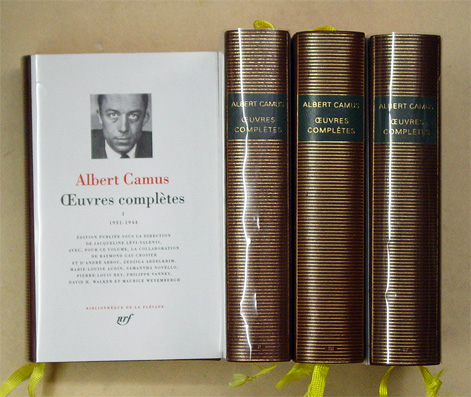 Albert Camus
Œuvres complètes
I
1931-1944
ÉDITION PUBLIÉE SOUS LA DIRECTION
DE JACQUELINE LÉVI-VALENSI,
AVEC, POUR CE VOLUME, LA COLLABORATION
DE RAYMOND GAY-CROSIER
ET D'ANDRÉ ABBOU, ZEDJIGA ABDELKRIM,
MARIE-LOUISE AUDIN, SAMANTHA NOVELLO,
PIERRE-LOUIS REY, PHILIPPE VANNEY,
DAVID H. WALKER ET MAURICE WEYEMBERGH
BIBLIOTHÈQUE DE LA PLÉIADE
nrf
ALBERT CAMUS
ŒUVRES
COMPLÈTES
ALBERT CAMUS
ŒUVRES
COMPLÈTES
ALBERT CAMUS
ŒUVRES
COMPLÈTES